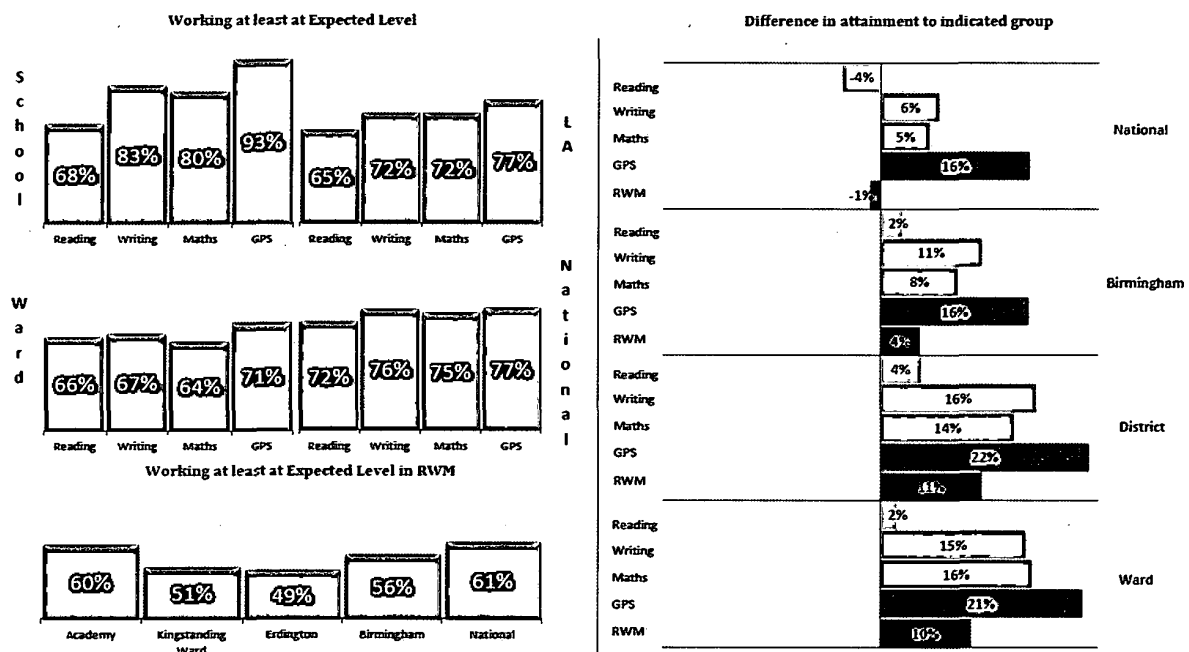 Working at least at Expected Level
School
68%
83%
80%
93%
65%
72%
72%
77%
LA
Reading
Writing
Maths
GPS
Reading
Writing
Maths
GPS
Ward
66%
67%
64%
71%
72%
76%
75%
77%
National
Reading
Writing
Maths
GPS
Reading
Writing
Maths
GPS
Working at least at Expected Level in RWM
60%
51%
49%
56%
61%
Academy
Kingstanding
Ward
Erdington
Birmingham
National
Difference in attainment to indicated group
Reading
-4%
Writing
6%
Maths
5%
GPS
16%
RWM
-1%
National
Reading
2%
Writing
11%
Maths
8%
GPS
16%
RWM
4%
Birmingham
Reading
4%
Writing
16%
Maths
14%
GPS
22%
RWM
11%
District
Reading
2%
Writing
15%
Maths
16%
GPS
21%
RWM
10%
Ward